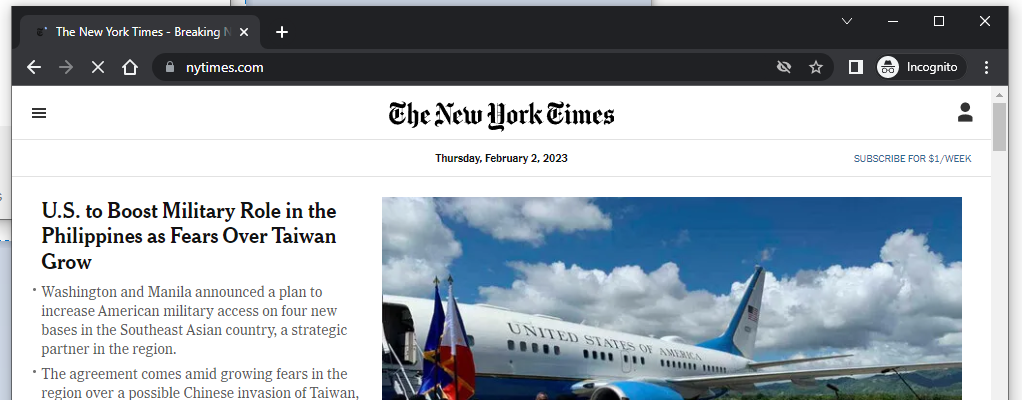 The New York Times - Breaking N
nytimes.com
Incognito
The New York Times
Thursday, February 2, 2023
SUBSCRIBE FOR $1/WEEK
U.S. to Boost Military Role in the
Philippines as Fears Over Taiwan
Grow
Washington and Manila announced a plan to
increase American military access on four new
bases in the Southeast Asian country, a strategic
partner in the region.
The agreement comes amid growing fears in the
region over a possible Chinese invasion of Taiwan,
UNITED STATES OF AMERICA